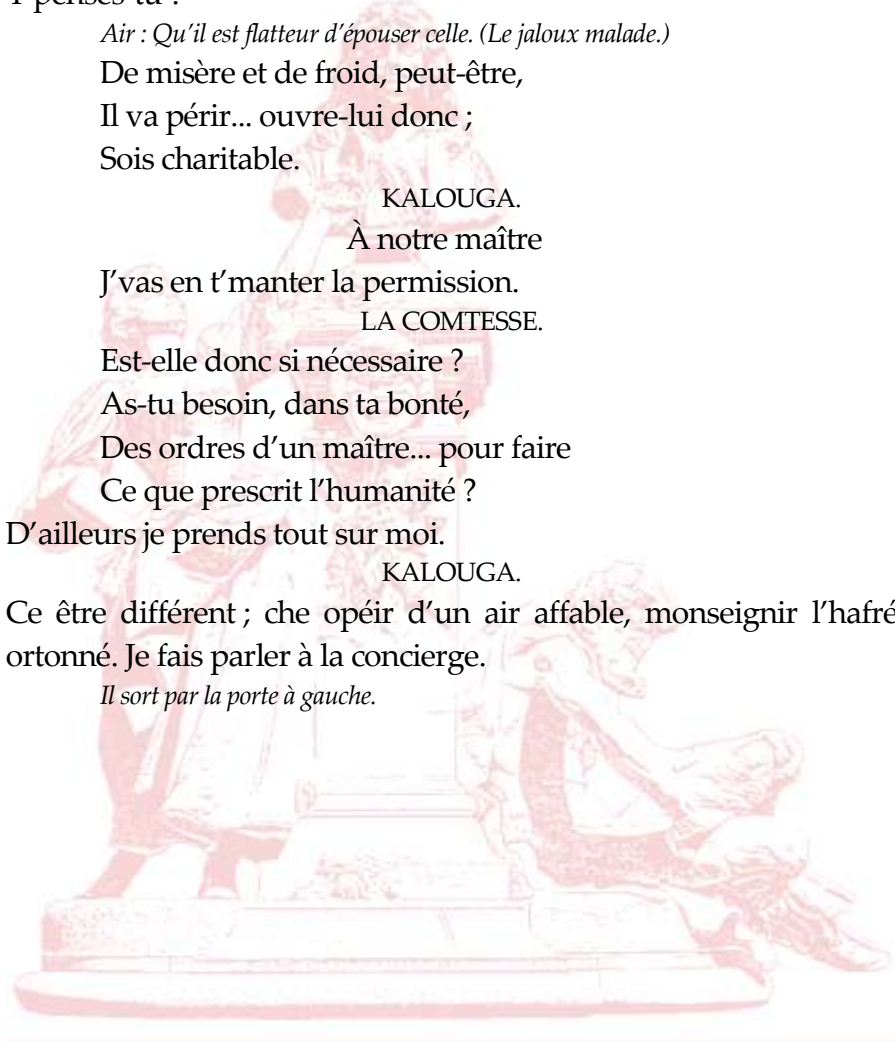 Y penses-tu ?
Air : Qu'il est flatteur d'épouser celle. (Le jaloux malade.)
De misère et de froid, peut-être,
Il va périr... ouvre-lui donc ;
Sois charitable.
KALOUGA.
À notre maître
J'vas en t'manter la permission.
LA COMTESSE.
Est-elle donc si nécessaire ?
As-tu besoin, dans ta bonté,
Des ordres d'un maître... pour faire
Ce que prescrit l'humanité ?
D'ailleurs je prends tout sur moi.
KALOUGA.
Ce être différent ; che opéir d'un air affable, monseignir l'hafré
ortonné. Je fais parler à la concierge.
Il sort par la porte à gauche.